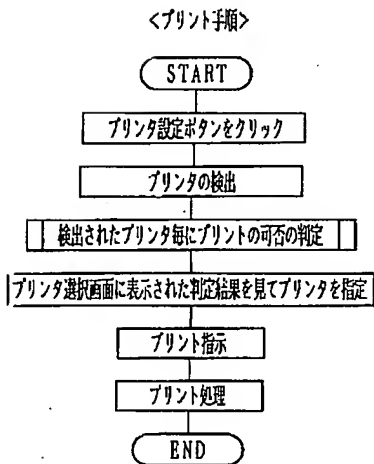 <プリント手順>
START
プリンタ設定ボタンをクリック
プリンタの検出
検出されたプリンタ毎にプリントの可否の判定
プリンタ選択画面に表示された判定結果を見てプリンタを指定
プリント指示
プリント処理
END